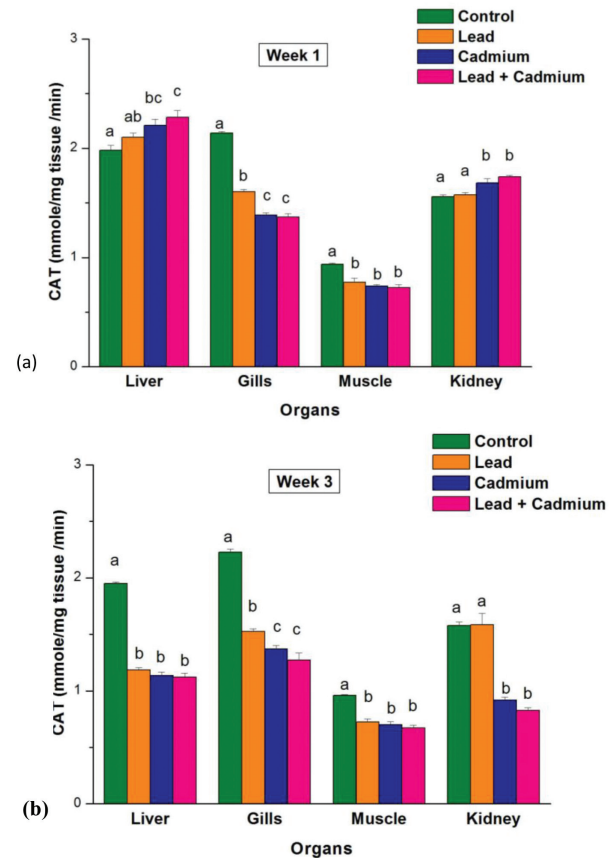 Control
Lead
Cadmium
Lead + Cadmium
Week 1
3
2
1
0
CAT (mmole/mg tissue /min)
a ab bc c
a b c c
a b b b
a a b b
Liver Gills Muscle Kidney
Organs
(a)
Control
Lead
Cadmium
Lead + Cadmium
Week 3
3
2
1
0
CAT (mmole/mg tissue /min)
a b b b
a b c c
a b b b
a a b b
Liver Gills Muscle Kidney
Organs
(b)